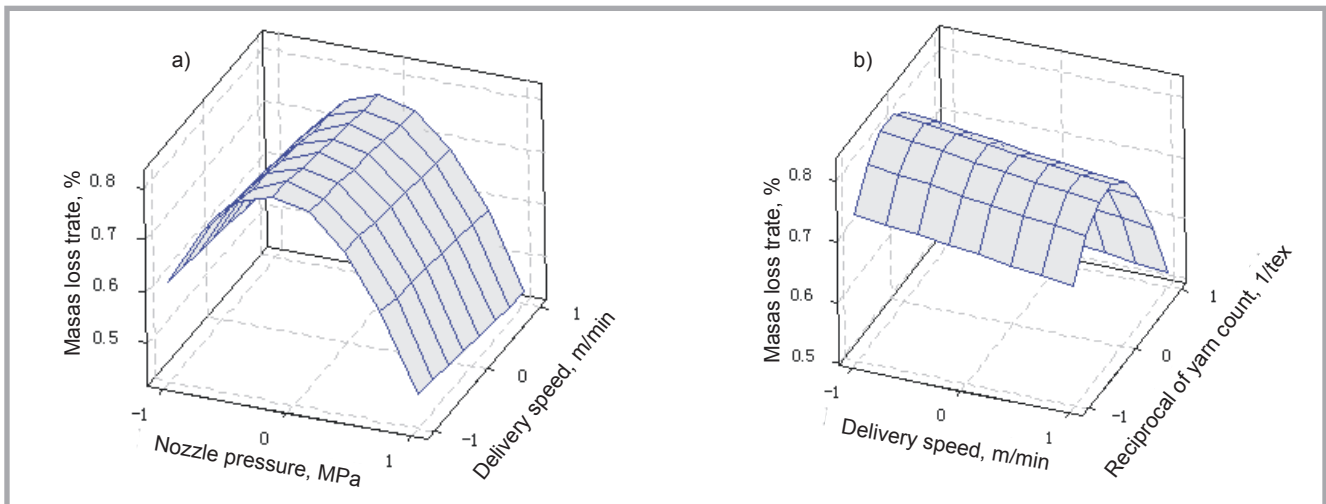 a)
Masas loss trate, %
0.8
0.7
0.6
0.5
−1
0
1
Nozzle pressure, MPa
−1
0
1
Delivery speed, m/min
b)
Masas loss trate, %
0.8
0.7
0.6
0.5
−1
0
1
Delivery speed, m/min
−1
0
1
Reciprocal of yarn count, 1/tex